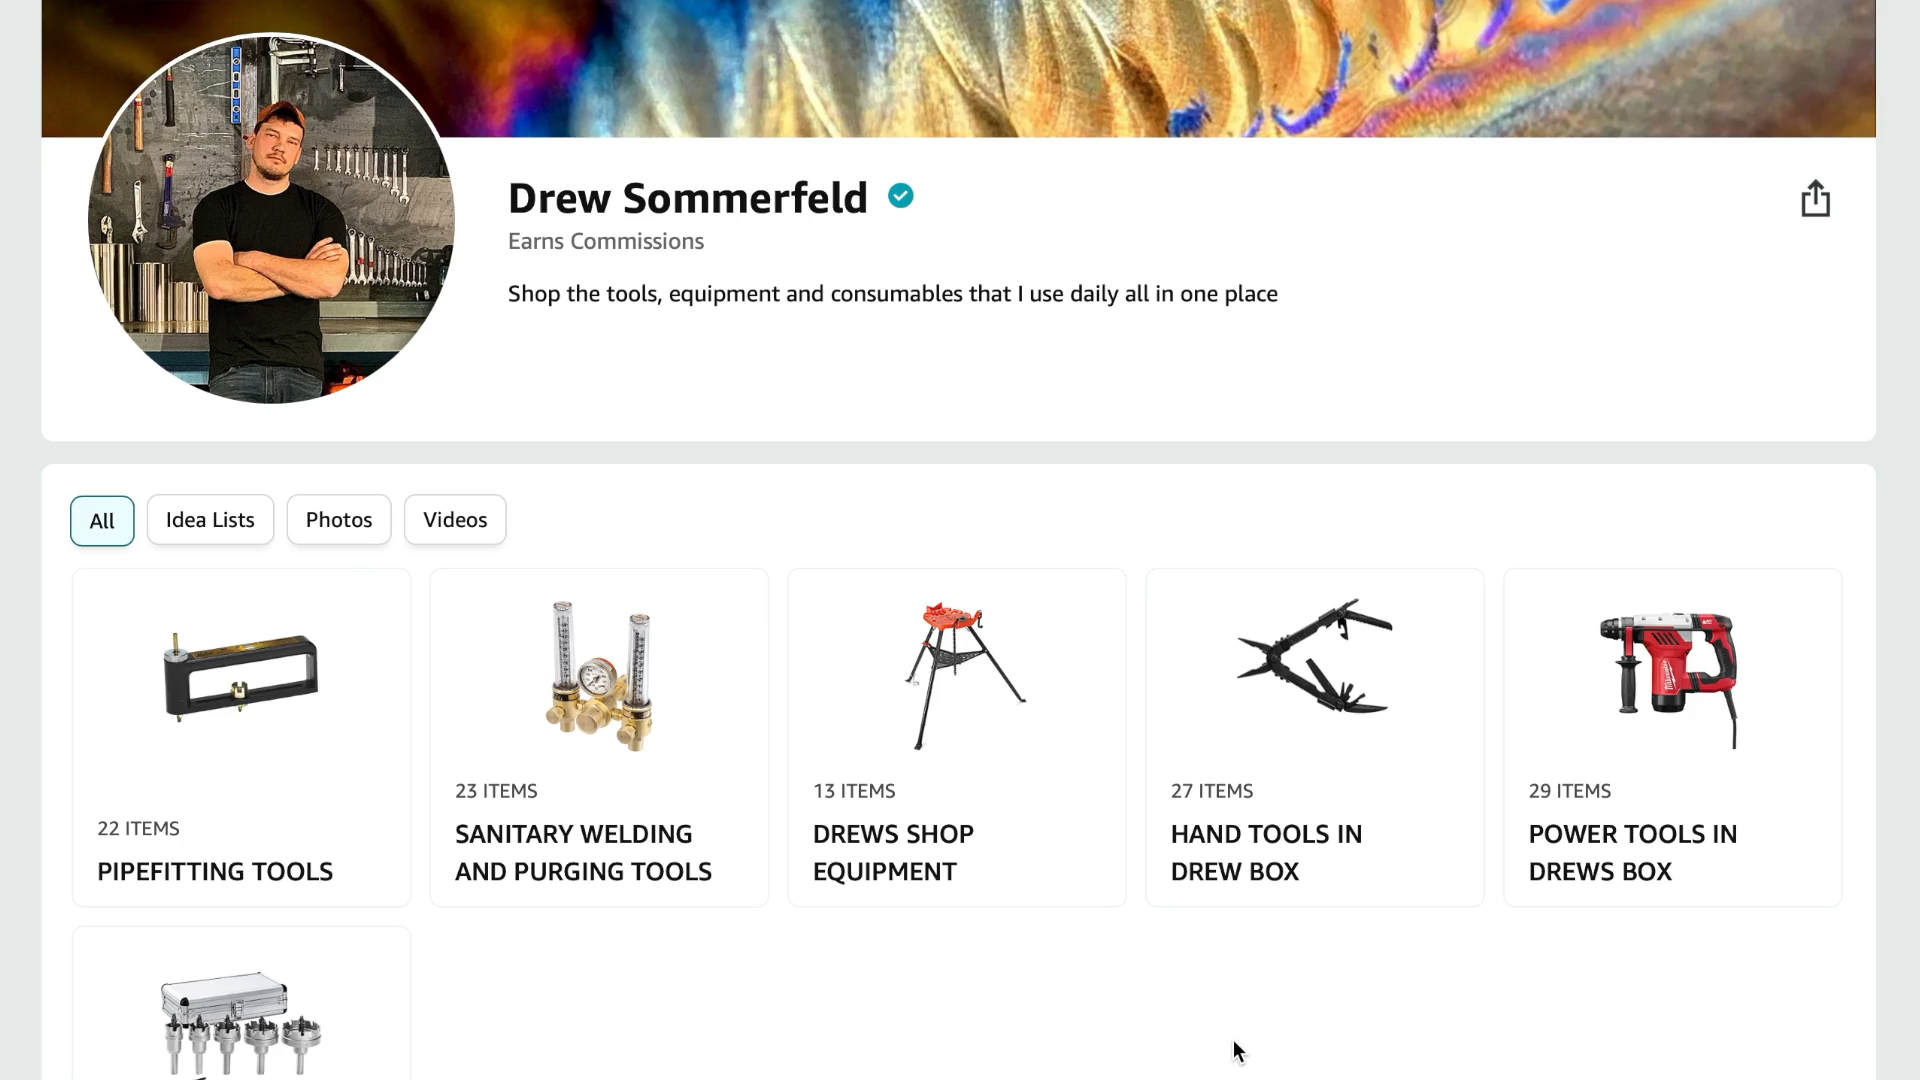 Drew Sommerfeld
Earns Commissions
Shop the tools, equipment and consumables that I use daily all in one place
All
Idea Lists
Photos
Videos
22 ITEMS
PIPEFITTING TOOLS
23 ITEMS
SANITARY WELDING
AND PURGING TOOLS
13 ITEMS
DREWS SHOP
EQUIPMENT
27 ITEMS
HAND TOOLS IN
DREW BOX
29 ITEMS
POWER TOOLS IN
DREWS BOX